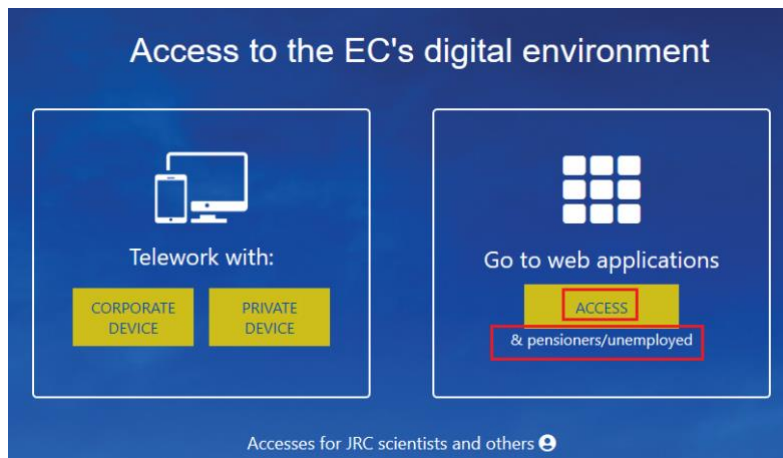 Access to the EC's digital environment
Telework with:
CORPORATE
DEVICE
PRIVATE
DEVICE
Go to web applications
ACCESS
& pensioners/unemployed
Accesses for JRC scientists and others